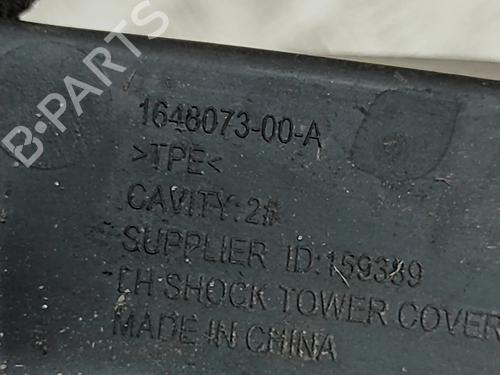 B-PARTS
1648073-00-A
>TPE<
CAVITY:2#
SUPPLIER ID:159389
LH SHOCK TOWER COVER
MADE IN CHINA